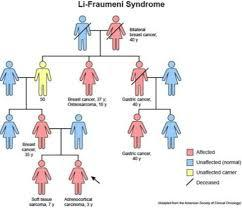 Li-Fraumeni Syndrome
Bilateral
breast cancer,
40 y
50
Breast cancer, 37 y;
Osteosarcoma, 16 y
Gastric cancer,
40 y
Breast
cancer,
35 y
Gastric cancer,
40 y
Affected
Unaffected (normal)
Unaffected carrier
Deceased
Soft tissue
sarcoma, 7 y
Adrenocortical
carcinoma, 3 y
(Adapted from the American Society of Clinical Oncology)